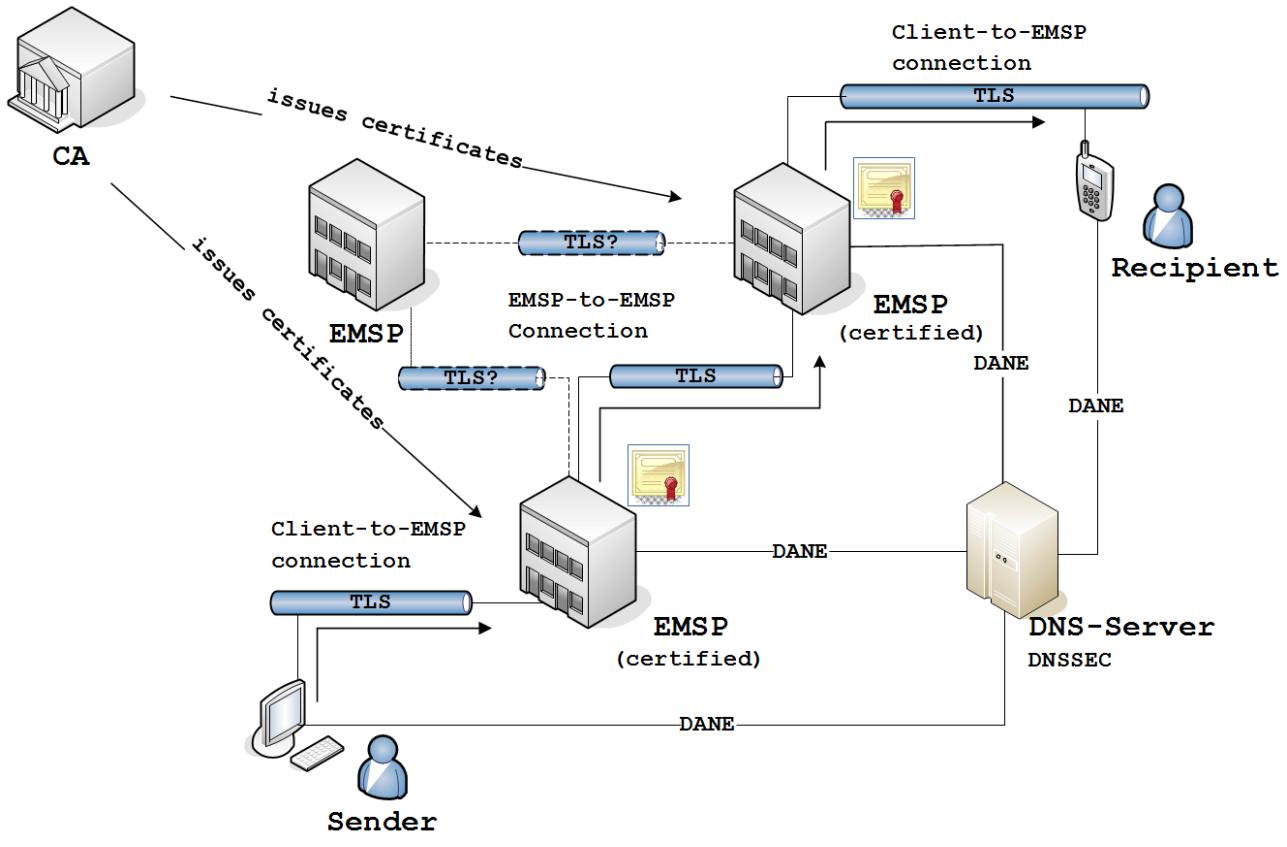 Client-to-EMSP
connection
TLS
issues certificates
CA
TLS?
Recipient
EMSP-to-EMSP
Connection
EMSP
(certified)
EMSP
issues certificates
DANE
TLS?
TLS
DANE
Client-to-EMSP
connection
DANE
TLS
EMSP
(certified)
DNS-Server
DNSSEC
DANE
Sender